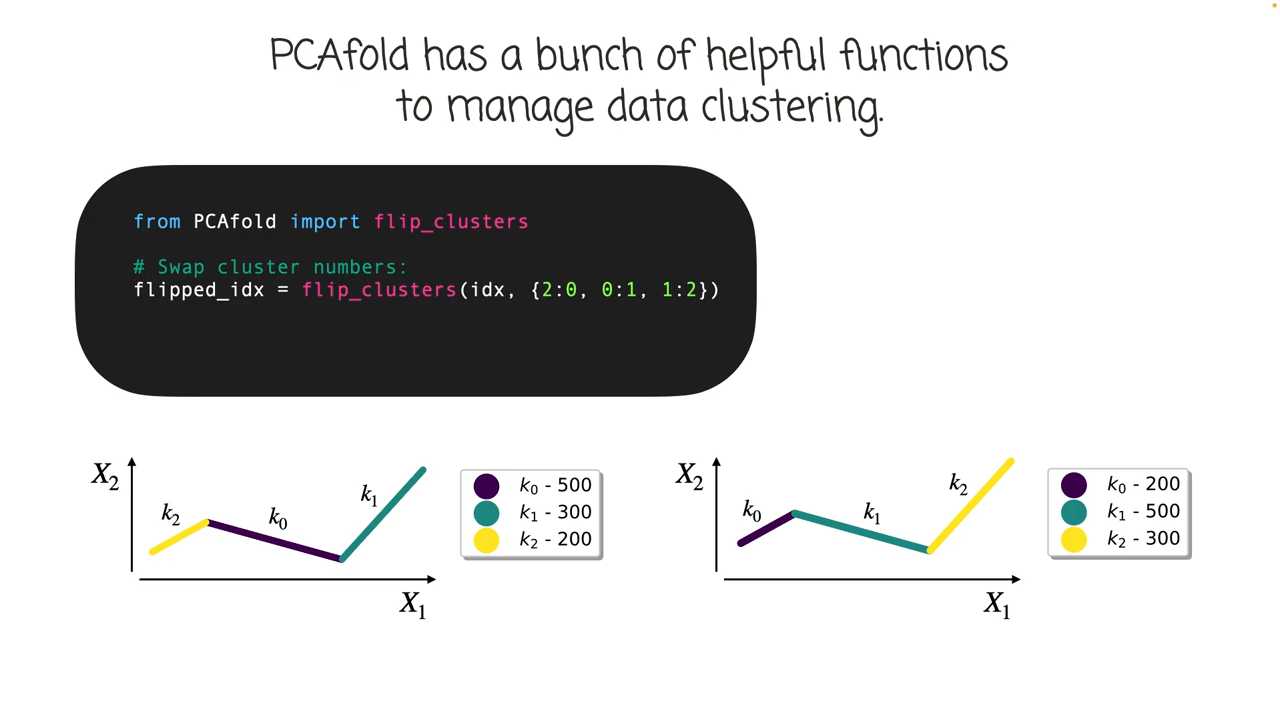 PCAfold has a bunch of helpful functions
to manage data clustering.
from PCAfold import flip_clusters
# Swap cluster numbers:
flipped_idx = flip_clusters(idx, {2:0, 0:1, 1:2})
X₂
k₂
k₀
k₁
X₁
k₀ - 500
k₁ - 300
k₂ - 200
X₂
k₀
k₁
k₂
X₁
k₀ - 200
k₁ - 500
k₂ - 300